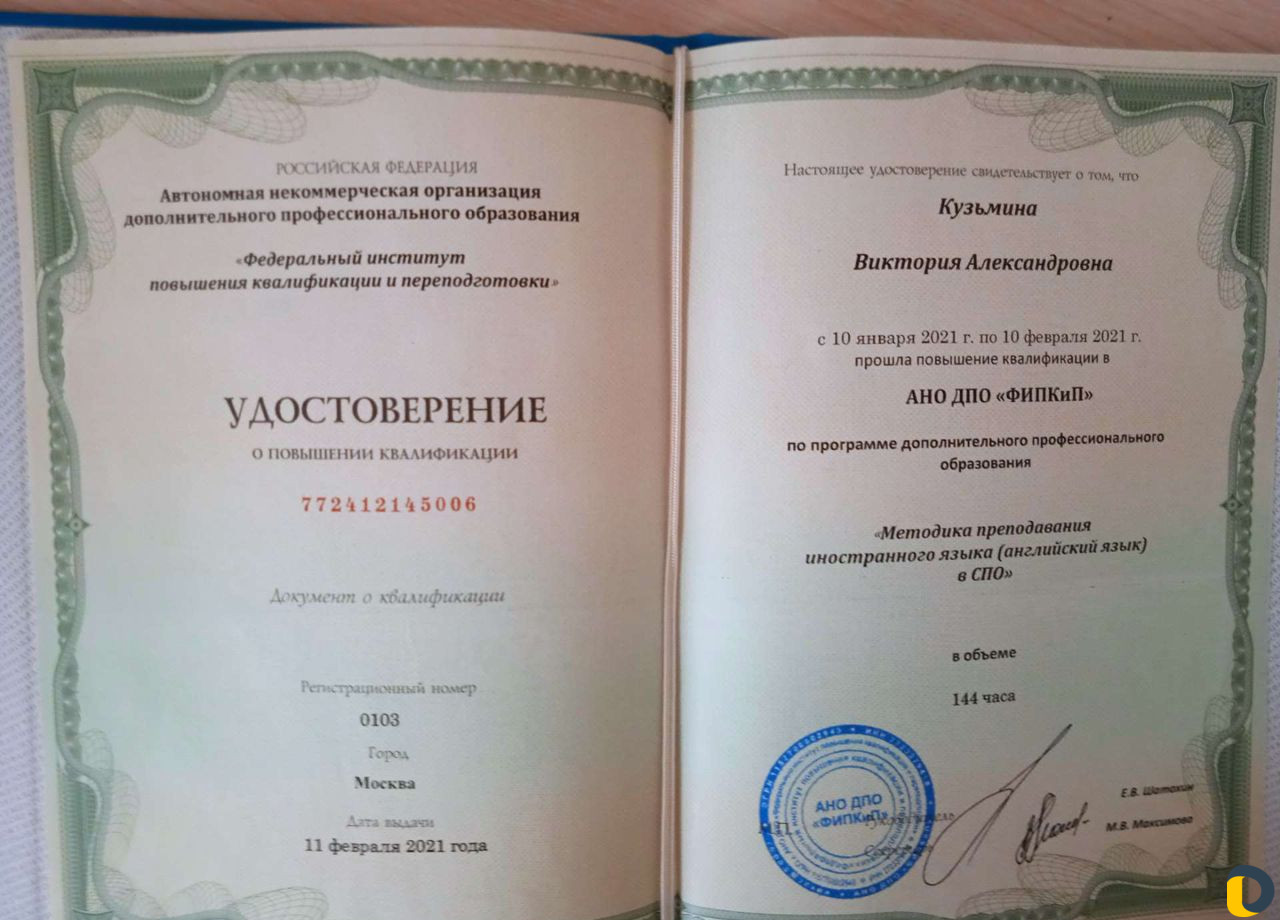 РОССИЙСКАЯ ФЕДЕРАЦИЯ
Автономная некоммерческая организация
дополнительного профессионального образования
«Федеральный институт
повышения квалификации и переподготовки»
УДОСТОВЕРЕНИЕ
О ПОВЫШЕНИИ КВАЛИФИКАЦИИ
772412145006
Документ о квалификации
Регистрационный номер
0103
Город
Москва
Дата выдачи
11 февраля 2021 года
Настоящее удостоверение свидетельствует о том, что
Кузьмина
Виктория Александровна
с 10 января 2021 г. по 10 февраля 2021 г.
прошла повышение квалификации в
АНО ДПО «ФИПКиП»
по программе дополнительного профессионального
образования
«Методика преподавания
иностранного языка (английский язык)
в СПО»
в объеме
144 часа
АНО ДПО
«ФИПКиП»
Е.В. Шатохин
М.В. Максимова